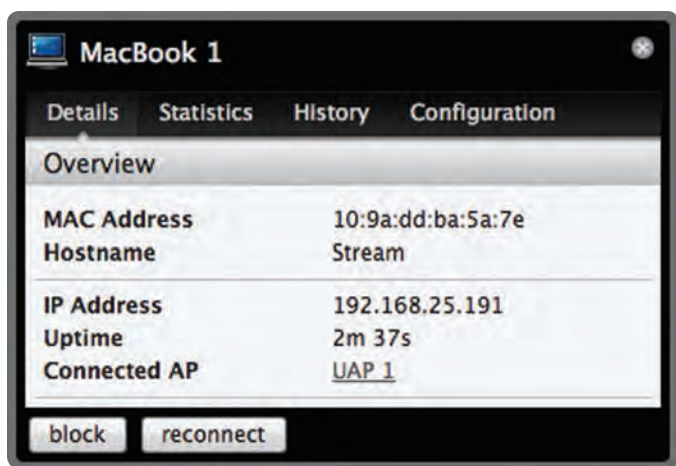 MacBook 1
Details Statistics History Configuration
Overview
MAC Address 10:9a:dd:ba:5a:7e
Hostname Stream
IP Address 192.168.25.191
Uptime 2m 37s
Connected AP UAP 1
block reconnect